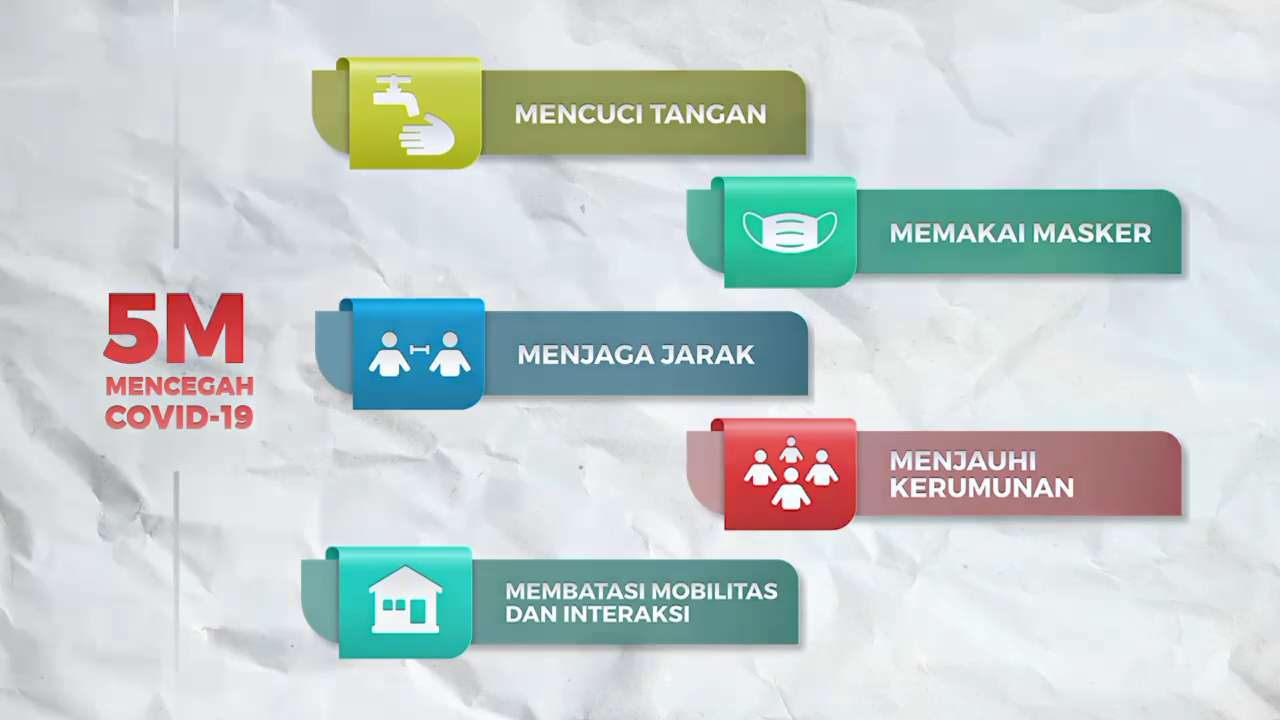 5M
MENCEGAH
COVID-19
MENCUCI TANGAN
MEMAKAI MASKER
MENJAGA JARAK
MENJAUHI
KERUMUNAN
MEMBATASI MOBILITAS
DAN INTERAKSI